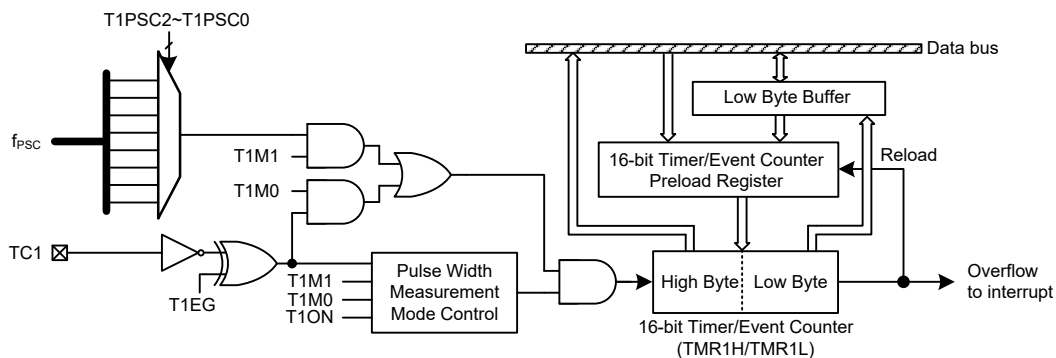 T1PSC2~T1PSC0
Data bus
Low Byte Buffer
fPSC
T1M1
16-bit Timer/Event Counter
Preload Register
Reload
T1M0
TC1
T1EG
T1M1
T1M0
T1ON
Pulse Width
Measurement
Mode Control
High Byte
Low Byte
Overflow
to interrupt
16-bit Timer/Event Counter
(TMR1H/TMR1L)